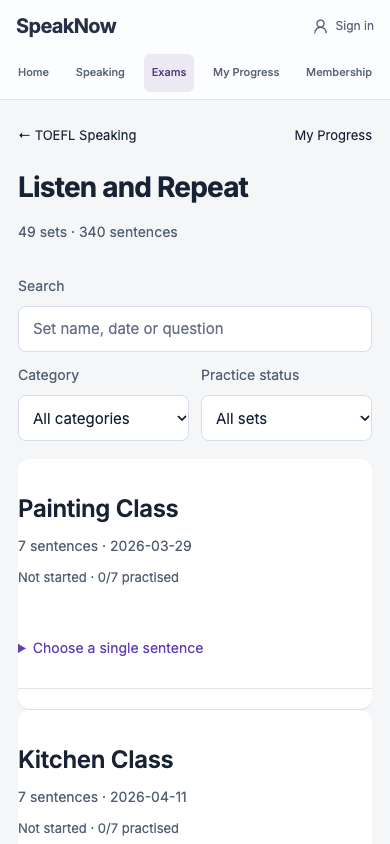 SpeakNow
Sign in
Home Speaking Exams My Progress Membership
← TOEFL Speaking My Progress
Listen and Repeat
49 sets · 340 sentences
Search
Set name, date or question
Category Practice status
All categories All sets
Painting Class
7 sentences · 2026-03-29
Not started · 0/7 practised
▶ Choose a single sentence
Kitchen Class
7 sentences · 2026-04-11
Not started · 0/7 practised